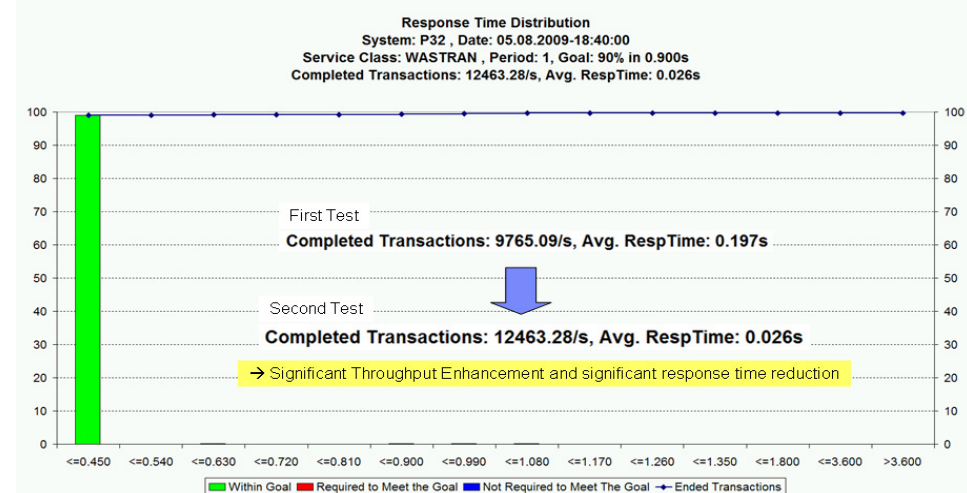 Response Time Distribution
System: P32 , Date: 05.08.2009-18:40:00
Service Class: WASTRAN , Period: 1, Goal: 90% in 0.900s
Completed Transactions: 12463.28/s, Avg. RespTime: 0.026s
100 100
90 90
80 80
70 70
First Test
Completed Transactions: 9765.09/s, Avg. RespTime: 0.197s
60 60
50 50
Second Test
40 40
Completed Transactions: 12463.28/s, Avg. RespTime: 0.026s
30 30
→ Significant Throughput Enhancement and significant response time reduction
20 20
10 10
0 0
<=0.450 <=0.540 <=0.630 <=0.720 <=0.810 <=0.900 <=0.990 <=1.080 <=1.170 <=1.260 <=1.350 <=1.800 <=3.600 >3.600
Within Goal Required to Meet the Goal Not Required to Meet The Goal Ended Transactions